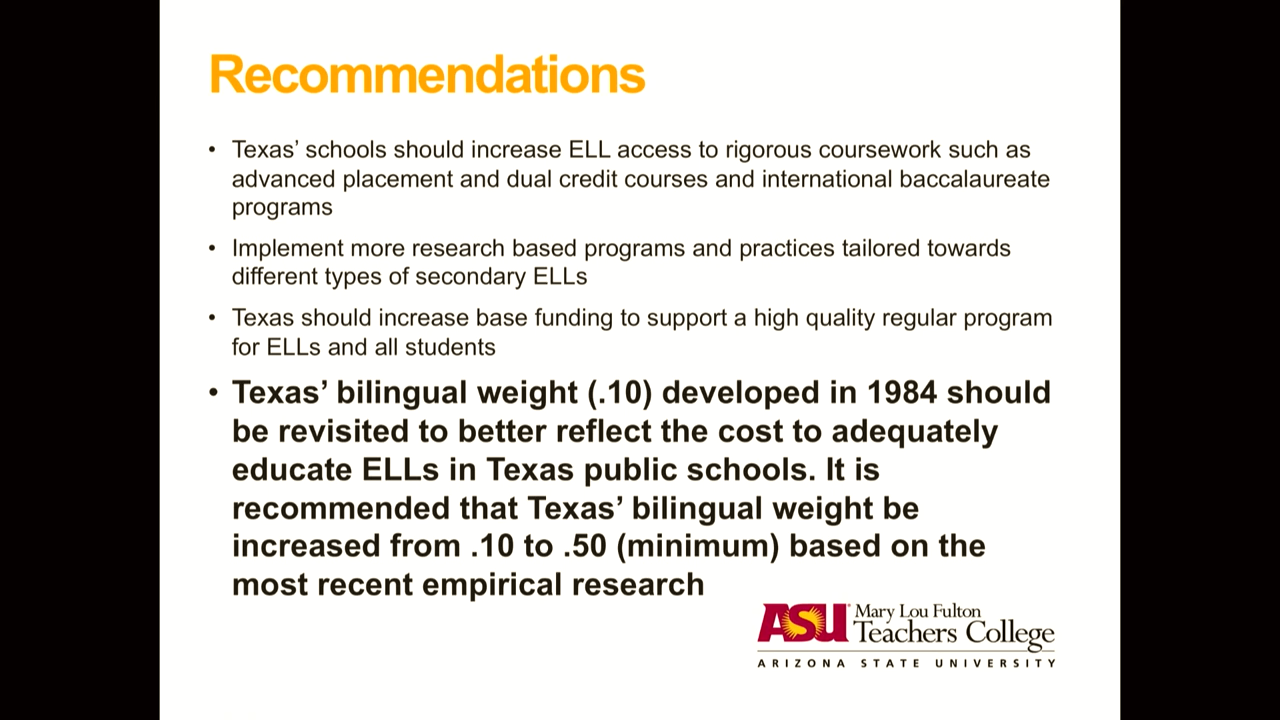 Recommendations
• Texas’ schools should increase ELL access to rigorous coursework such as
advanced placement and dual credit courses and international baccalaureate
programs
• Implement more research based programs and practices tailored towards
different types of secondary ELLs
• Texas should increase base funding to support a high quality regular program
for ELLs and all students
• Texas’ bilingual weight (.10) developed in 1984 should
be revisited to better reflect the cost to adequately
educate ELLs in Texas public schools. It is
recommended that Texas’ bilingual weight be
increased from .10 to .50 (minimum) based on the
most recent empirical research
ASU Mary Lou Fulton
Teachers College
ARIZONA STATE UNIVERSITY